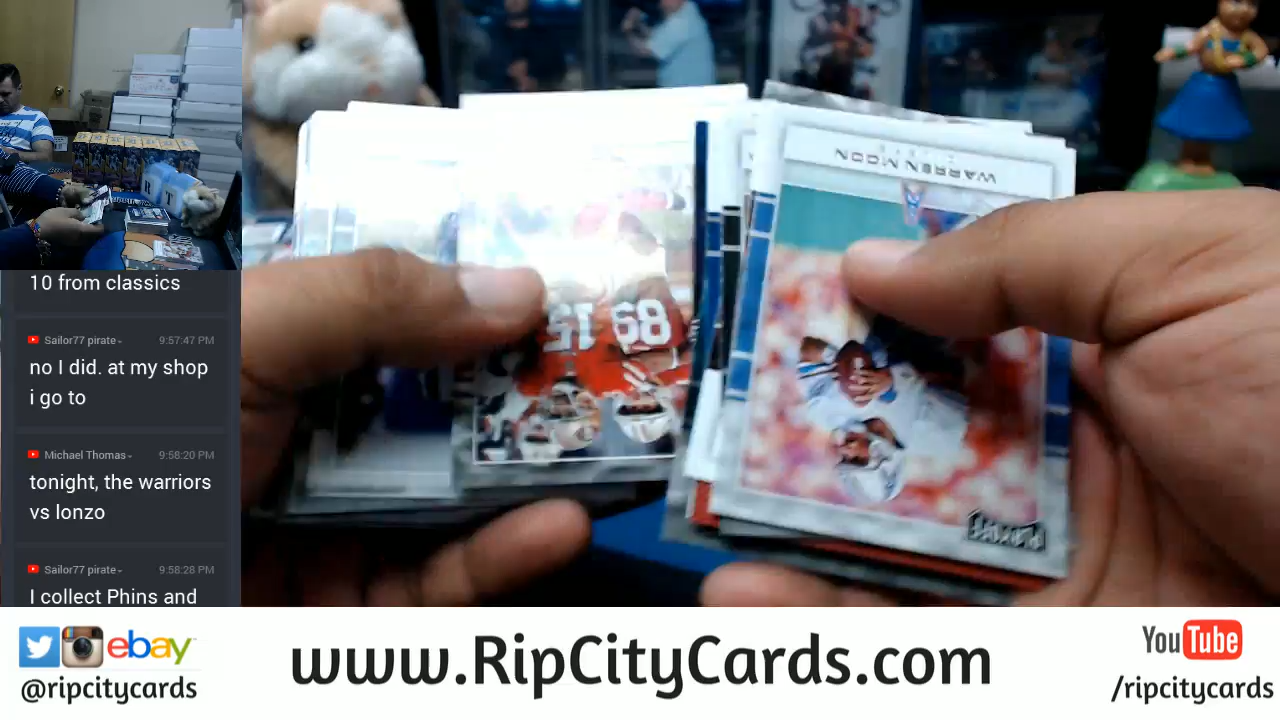 10 from classics
Sailor77 pirate
9:57:47 PM
no I did. at my shop
i go to
Michael Thomas
9:58:20 PM
tonight, the warriors
vs lonzo
Sailor77 pirate
9:58:28 PM
I collect Phins and
WARREN MOON
15
89
R
T
ebay
@ripcitycards
www.RipCityCards.com
YouTube
/ripcitycards